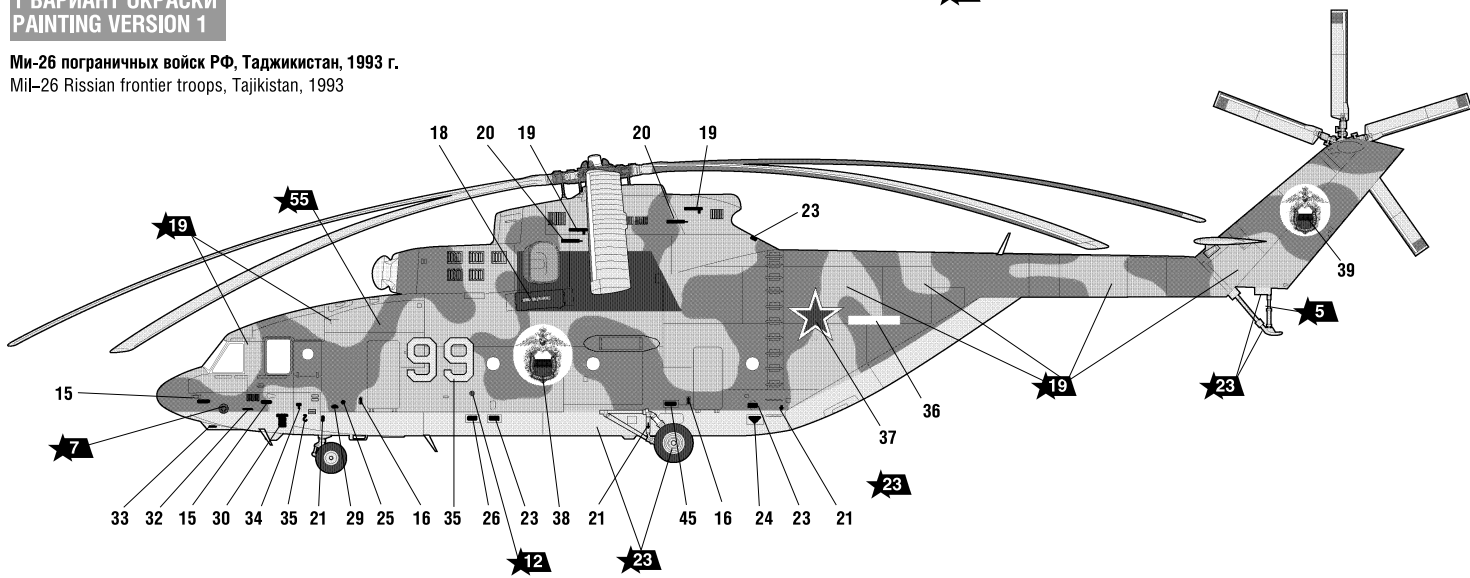 1 ВАРИАНТ ОКРАСКИ
PAINTING VERSION 1
Ми-26 пограничных войск РФ, Таджикистан, 1993 г.
Mil–26 Rissian frontier troops, Tajikistan, 1993
18 20 19 20 19
55
19
23
39
5
99
15
19
23
36
7
37
23
33 32 15 30 34 35 21 29 25 16 35 26 23 38 21 45 16 24 23 21
12 23